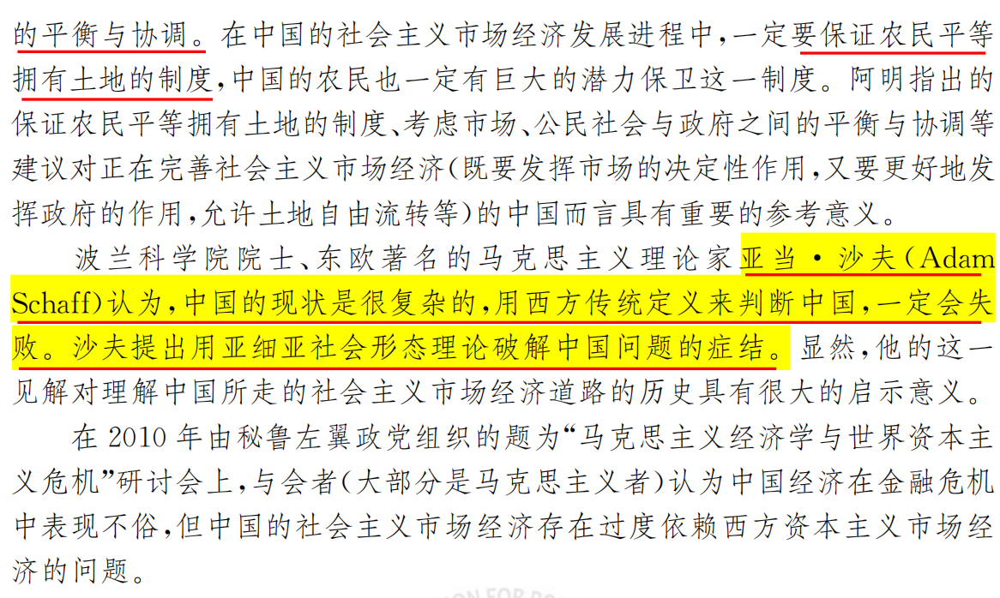 的平衡与协调。在中国的社会主义市场经济发展进程中,一定要保证农民平等
拥有土地的制度,中国的农民也一定有巨大的潜力保卫这一制度。阿明指出的
保证农民平等拥有土地的制度、考虑市场、公民社会与政府之间的平衡与协调等
建议对正在完善社会主义市场经济(既要发挥市场的决定性作用,又要更好地发
挥政府的作用,允许土地自由流转等)的中国而言具有重要的参考意义。
波兰科学院院士、东欧著名的马克思主义理论家亚当·沙夫(Adam
Schaff)认为,中国的现状是很复杂的,用西方传统定义来判断中国,一定会失
败。沙夫提出用亚细亚社会形态理论破解中国问题的症结。显然,他的这一
见解对理解中国所走的社会主义市场经济道路的历史具有很大的启示意义。
在 2010 年由秘鲁左翼政党组织的题为“马克思主义经济学与世界资本主
义危机”研讨会上,与会者(大部分是马克思主义者)认为中国经济在金融危机
中表现不俗,但中国的社会主义市场经济存在过度依赖西方资本主义市场经
济的问题。